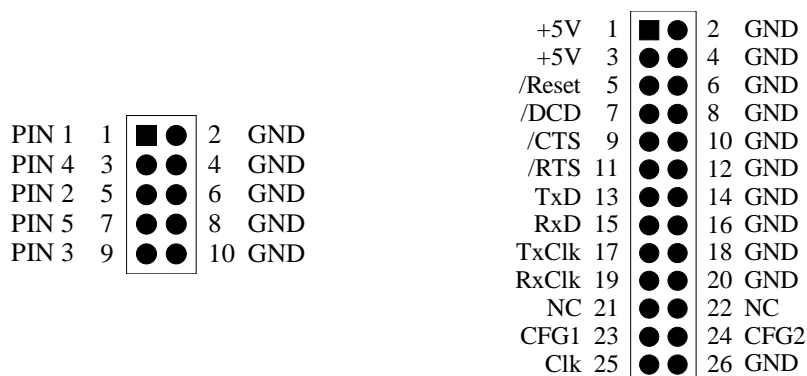 PIN 1 1 2 GND
PIN 4 3 4 GND
PIN 2 5 6 GND
PIN 5 7 8 GND
PIN 3 9 10 GND
+5V 1 2 GND
+5V 3 4 GND
/Reset 5 6 GND
/DCD 7 8 GND
/CTS 9 10 GND
/RTS 11 12 GND
TxD 13 14 GND
RxD 15 16 GND
TxClk 17 18 GND
RxClk 19 20 GND
NC 21 22 NC
CFG1 23 24 CFG2
Clk 25 26 GND